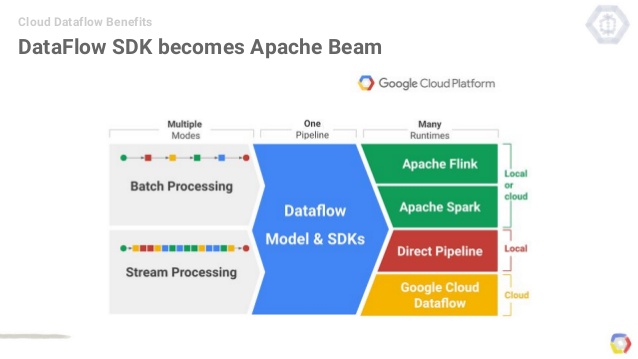 Cloud Dataflow Benefits
DataFlow SDK becomes Apache Beam
Google Cloud Platform
Multiple
Modes
One
Pipeline
Many
Runtimes
Batch Processing
Stream Processing
Dataflow
Model & SDKs
Apache Flink
Apache Spark
Direct Pipeline
Google Cloud
Dataflow
Local
or
cloud
Local
Cloud